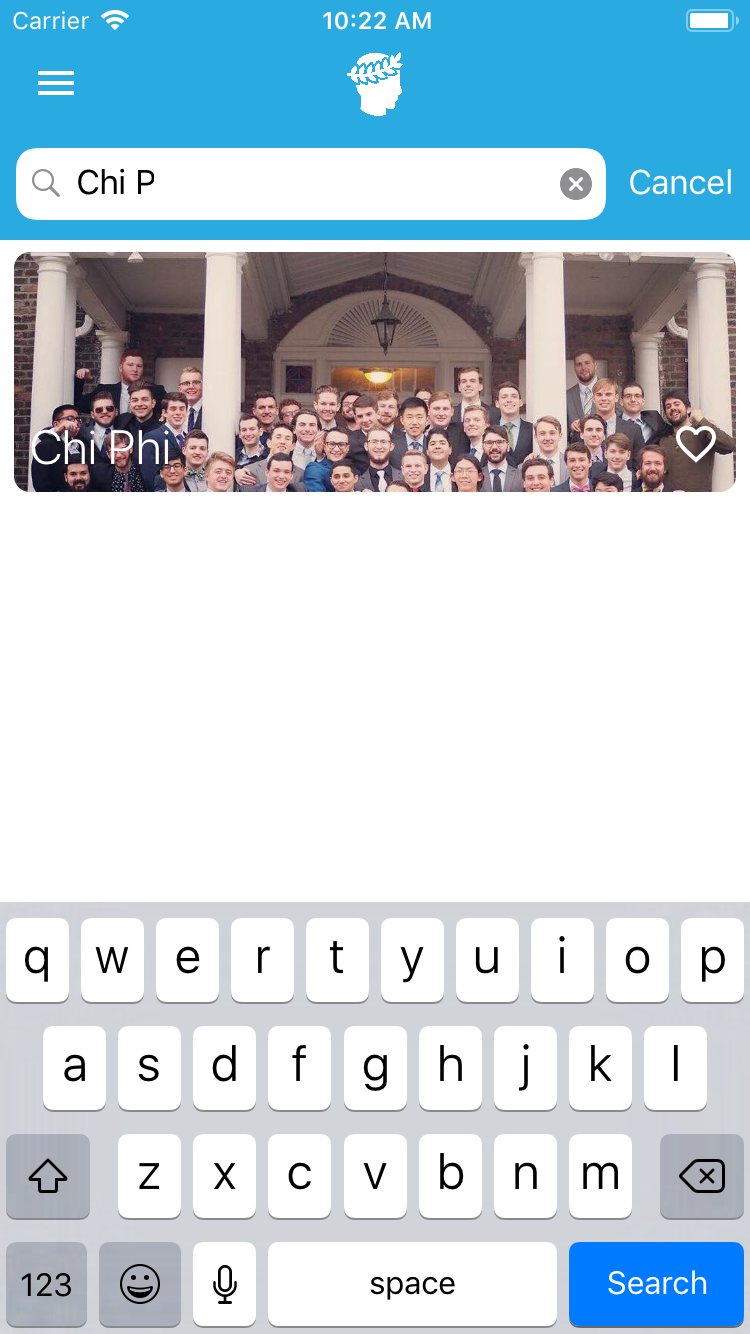 Carrier 10:22 AM
Chi P Cancel
Chi Phi
q w e r t y u i o p
a s d f g h j k l
z x c v b n m
123 space Search